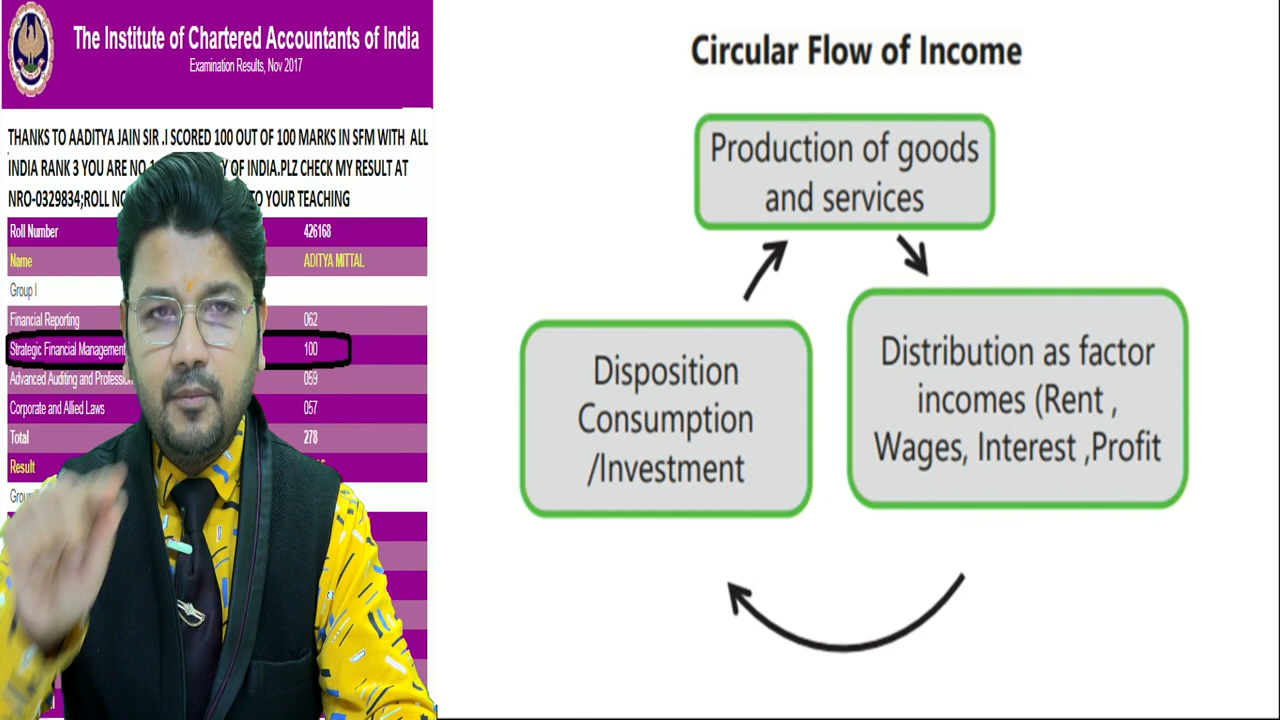 The Institute of Chartered Accountants of India
Examination Results, Nov 2017
THANKS TO AADITYA JAIN SIR .I SCORED 100 OUT OF 100 MARKS IN SFM WITH ALL
INDIA RANK 3 YOU ARE NO OF INDIA.PLZ CHECK MY RESULT AT
NRO-0329834;ROLL TO YOUR TEACHING
Roll Number 426168
Name ADITYA MITTAL
Group I
Financial Reporting 062
Strategic Financial Management 100
Advanced Auditing and 059
Corporate and Allied Laws 057
Total 278
Result
Circular Flow of Income
Production of goods
and services
Distribution as factor
incomes (Rent ,
Wages, Interest ,Profit
Disposition
Consumption
/Investment